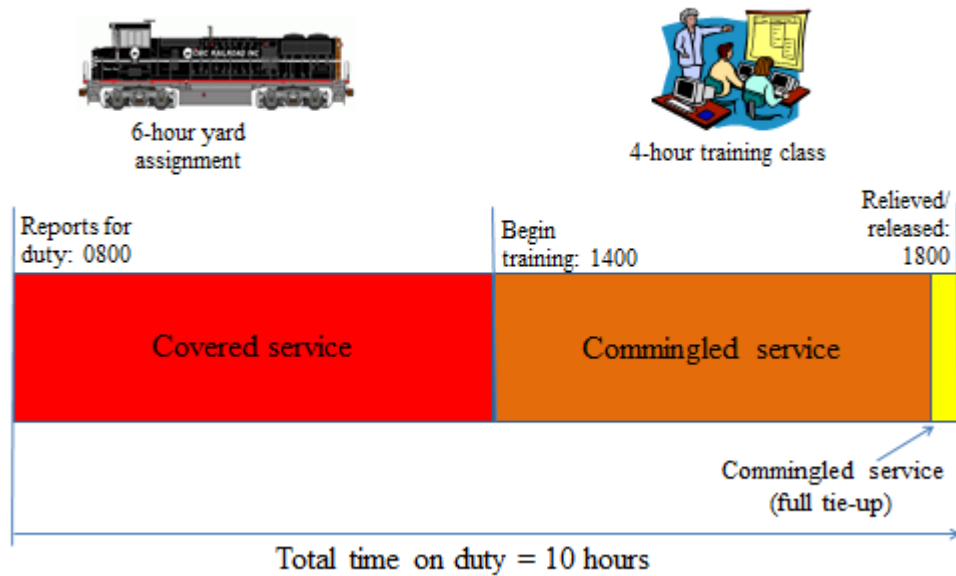 6-hour yard
assignment
4-hour training class
Reports for
duty: 0800
Begin
training: 1400
Relieved/
released:
1800
Covered service
Commingled service
Commingled service
(full tie-up)
Total time on duty = 10 hours